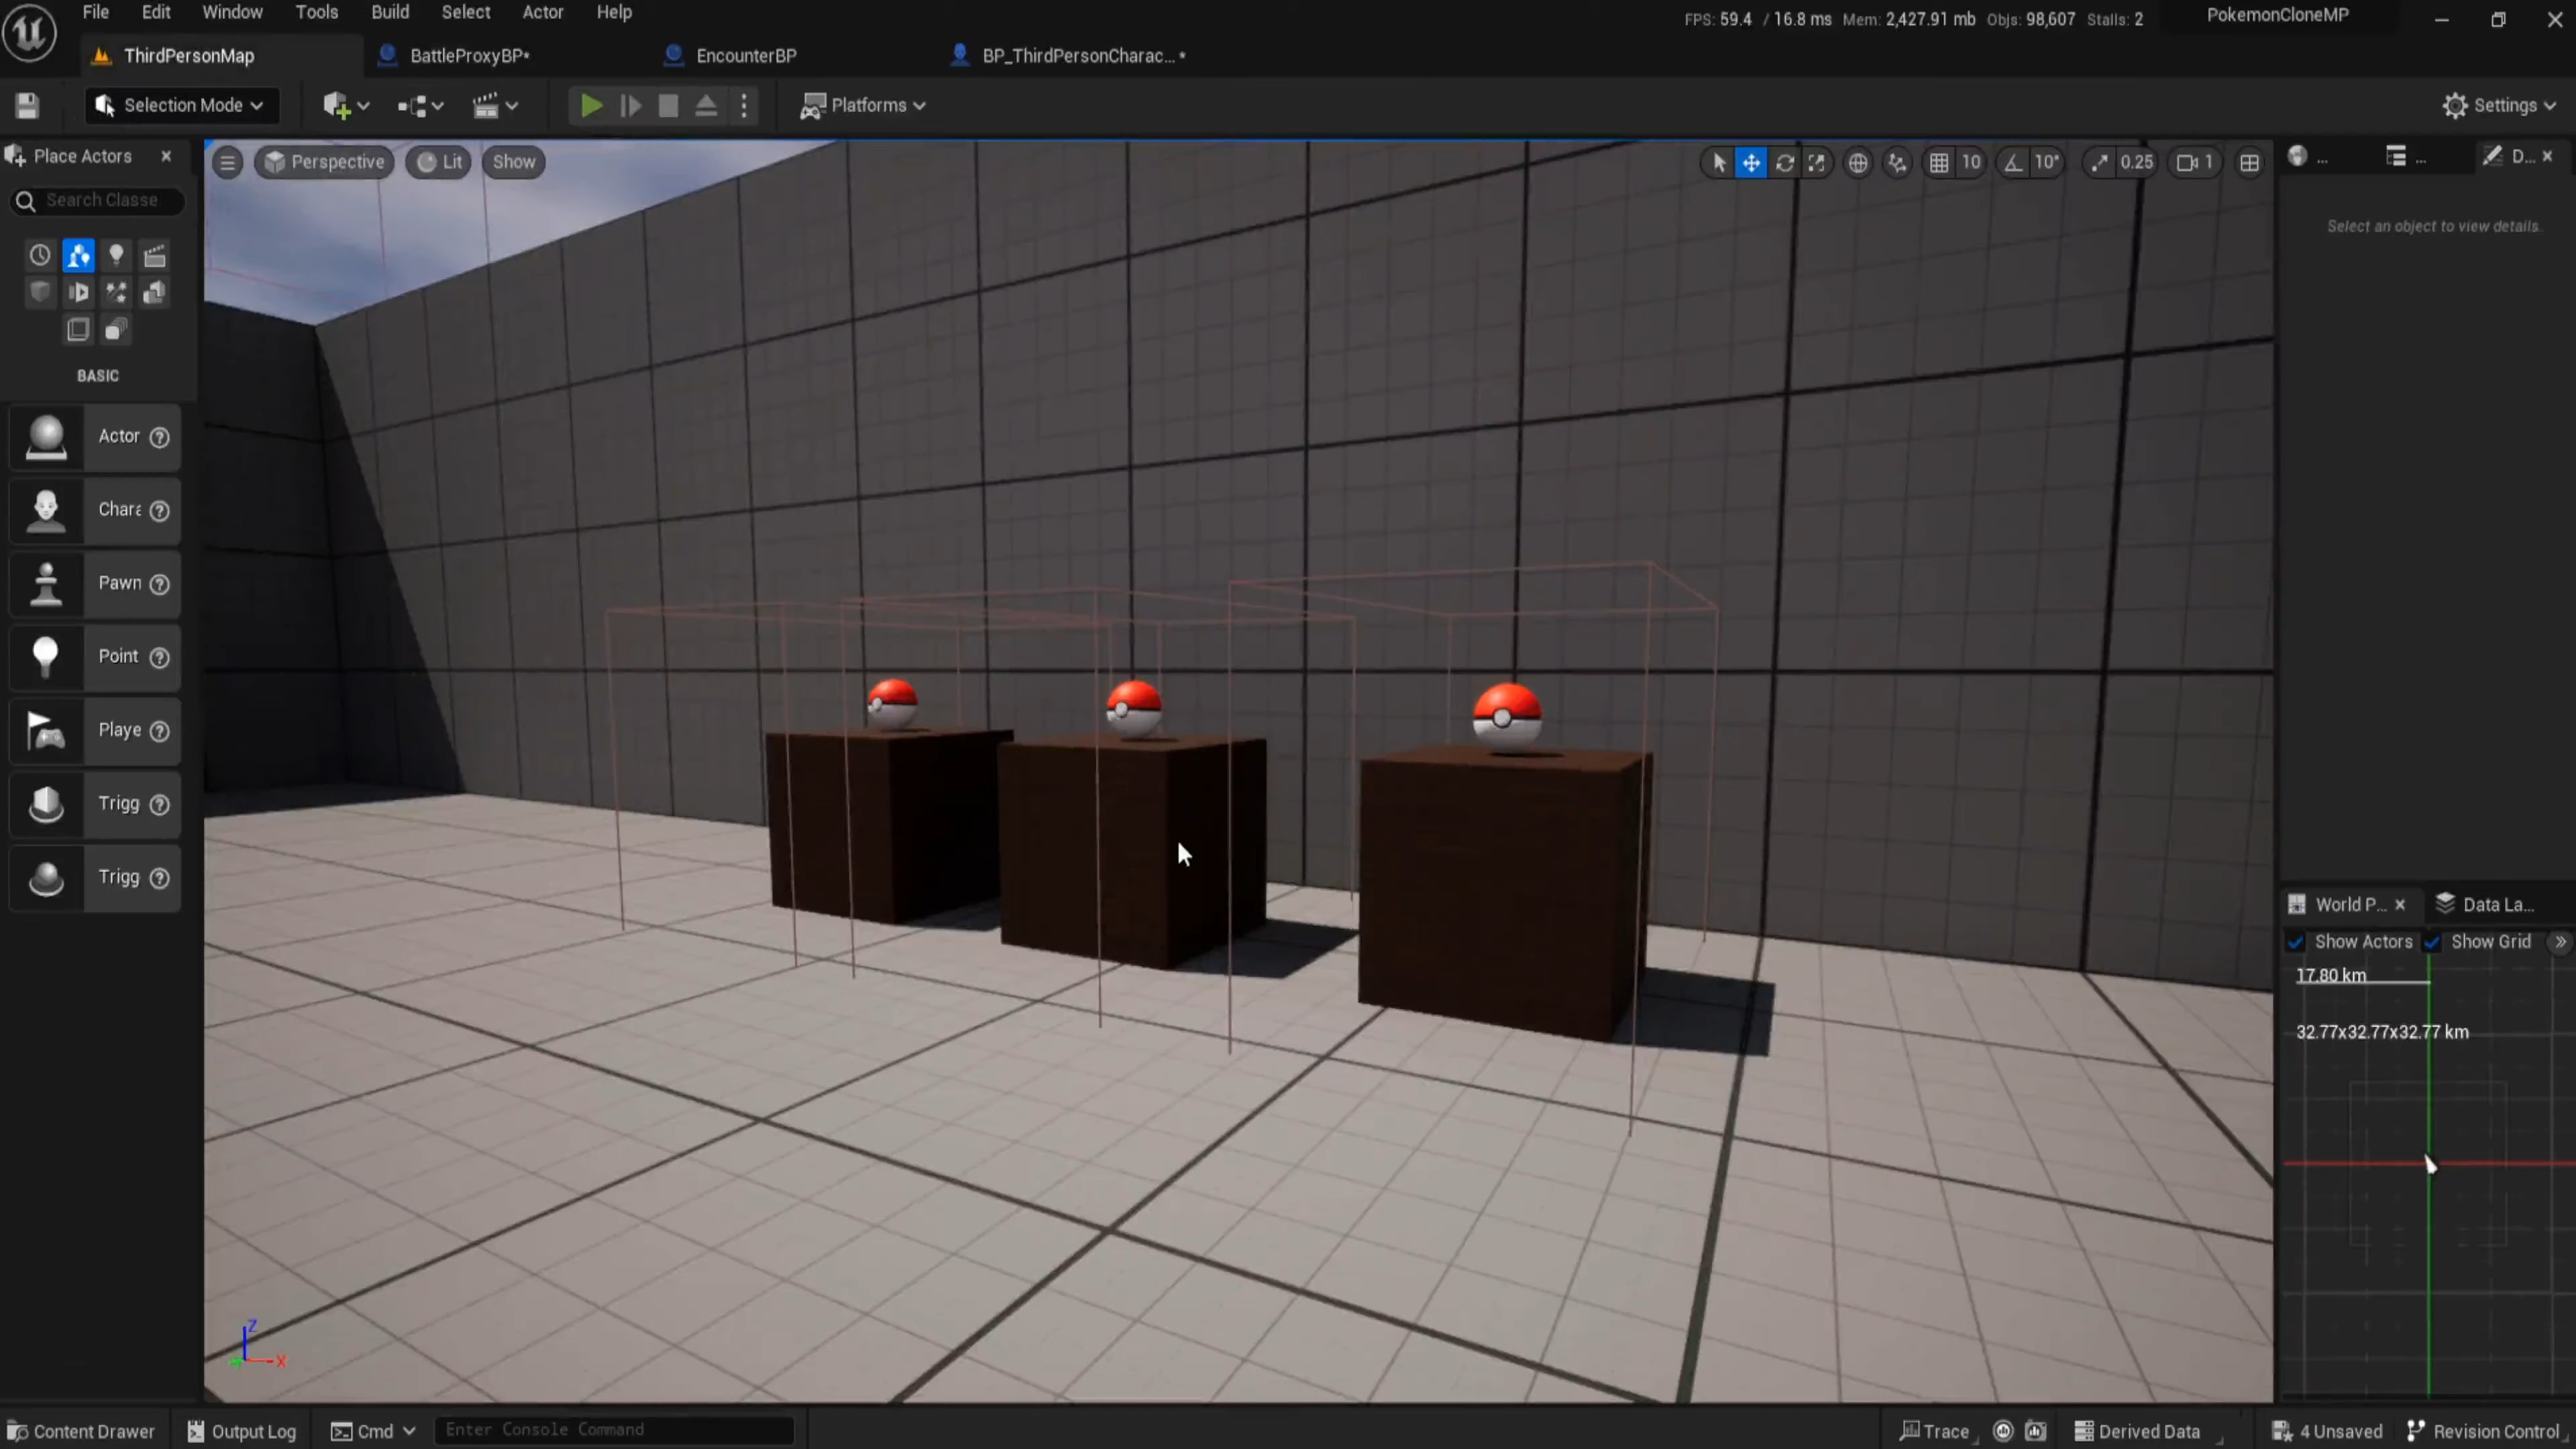 File Edit Window Tools Build Select Actor Help
FPS: 59.4 / 16.8 ms Mem: 2,427.91 mb Objs: 98,607 Stalls: 2
PokemonCloneMP
ThirdPersonMap
BattleProxyBP*
EncounterBP
BP_ThirdPersonCharac... *
Selection Mode
Platforms
Settings
Place Actors
Perspective
Lit
Show
10
10°
0.25
1
...
...
D...
Search Classe
Select an object to view details.
BASIC
Actor
Chara
Pawn
Point
Playe
Trigg
Trigg
World P...
Data La...
Show Actors
Show Grid
17.80 km
32.77x32.77x32.77 km
Z
X
Content Drawer
Output Log
Cmd
Enter Console Command
Trace
Derived Data
4 Unsaved
Revision Control